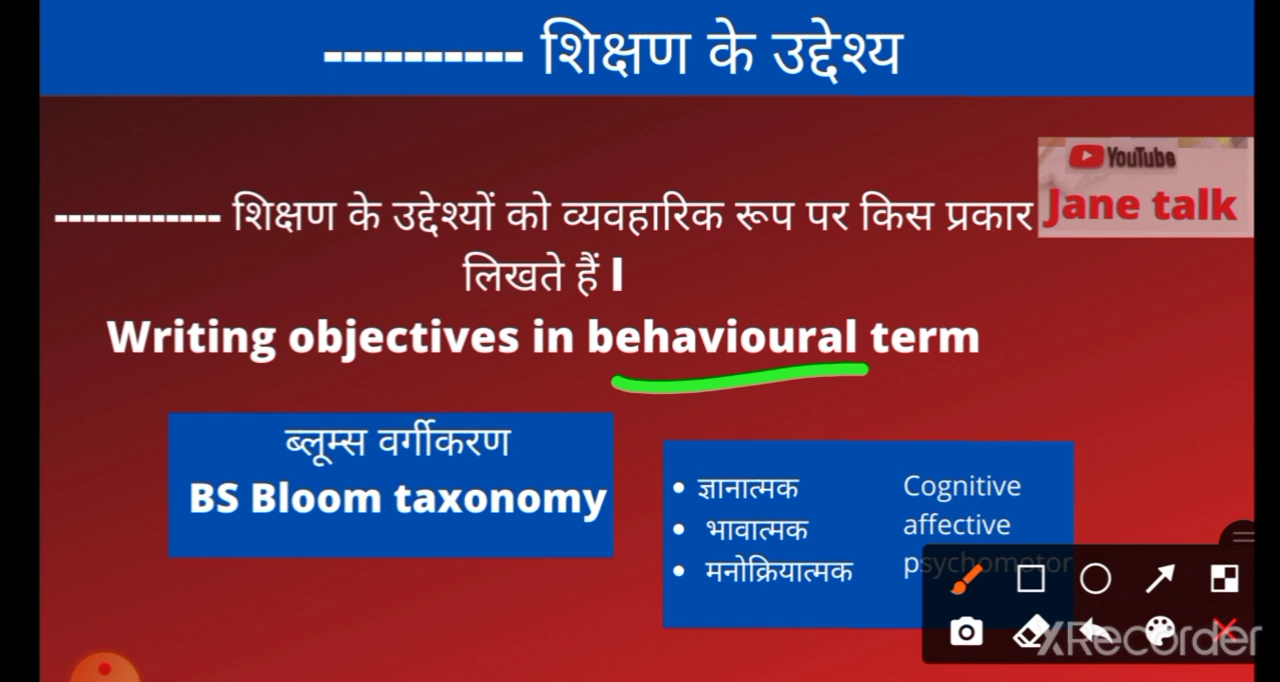 ---------- शिक्षण के उद्देश्य
YouTube
Jane talk
------------ शिक्षण के उद्देश्यों को व्यवहारिक रूप पर किस प्रकार
लिखते हैं l
Writing objectives in behavioural term
ब्लूम्स वर्गीकरण
BS Bloom taxonomy
• ज्ञानात्मक Cognitive
• भावात्मक affective
• मनोक्रियात्मक psychomotor
XRecorder